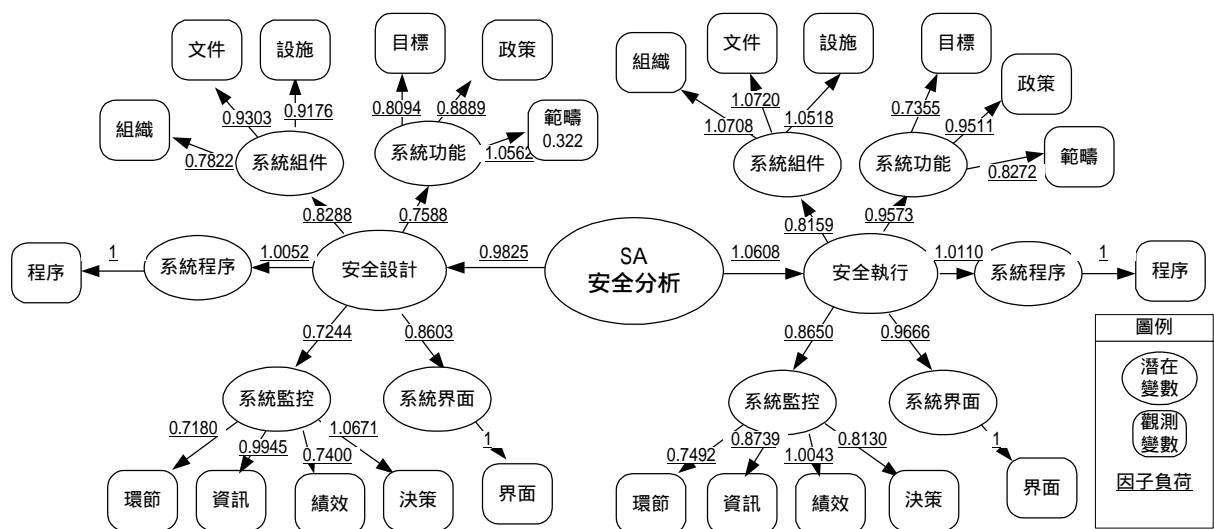 文件
設施
目標
政策
組織
0.9303
0.9176
0.8094
0.8889
範疇
0.322
0.7822
系統組件
系統功能
1.0562
0.8288
0.7588
程序
1
系統程序
1.0052
安全設計
0.9825
SA
安全分析
0.7244
0.8603
系統監控
系統界面
0.7180
0.9945
0.7400
1.0671
1
環節
資訊
績效
決策
界面
組織
文件
設施
目標
政策
1.0708
1.0720
1.0518
0.7355
0.9511
範疇
0.8272
系統組件
系統功能
0.8159
0.9573
1.0608
安全執行
1.0110
系統程序
1
程序
0.8650
0.9666
系統監控
系統界面
0.7492
0.8739
1.0043
0.8130
1
環節
資訊
績效
決策
界面
圖例
潛在
變數
觀測
變數
因子負荷